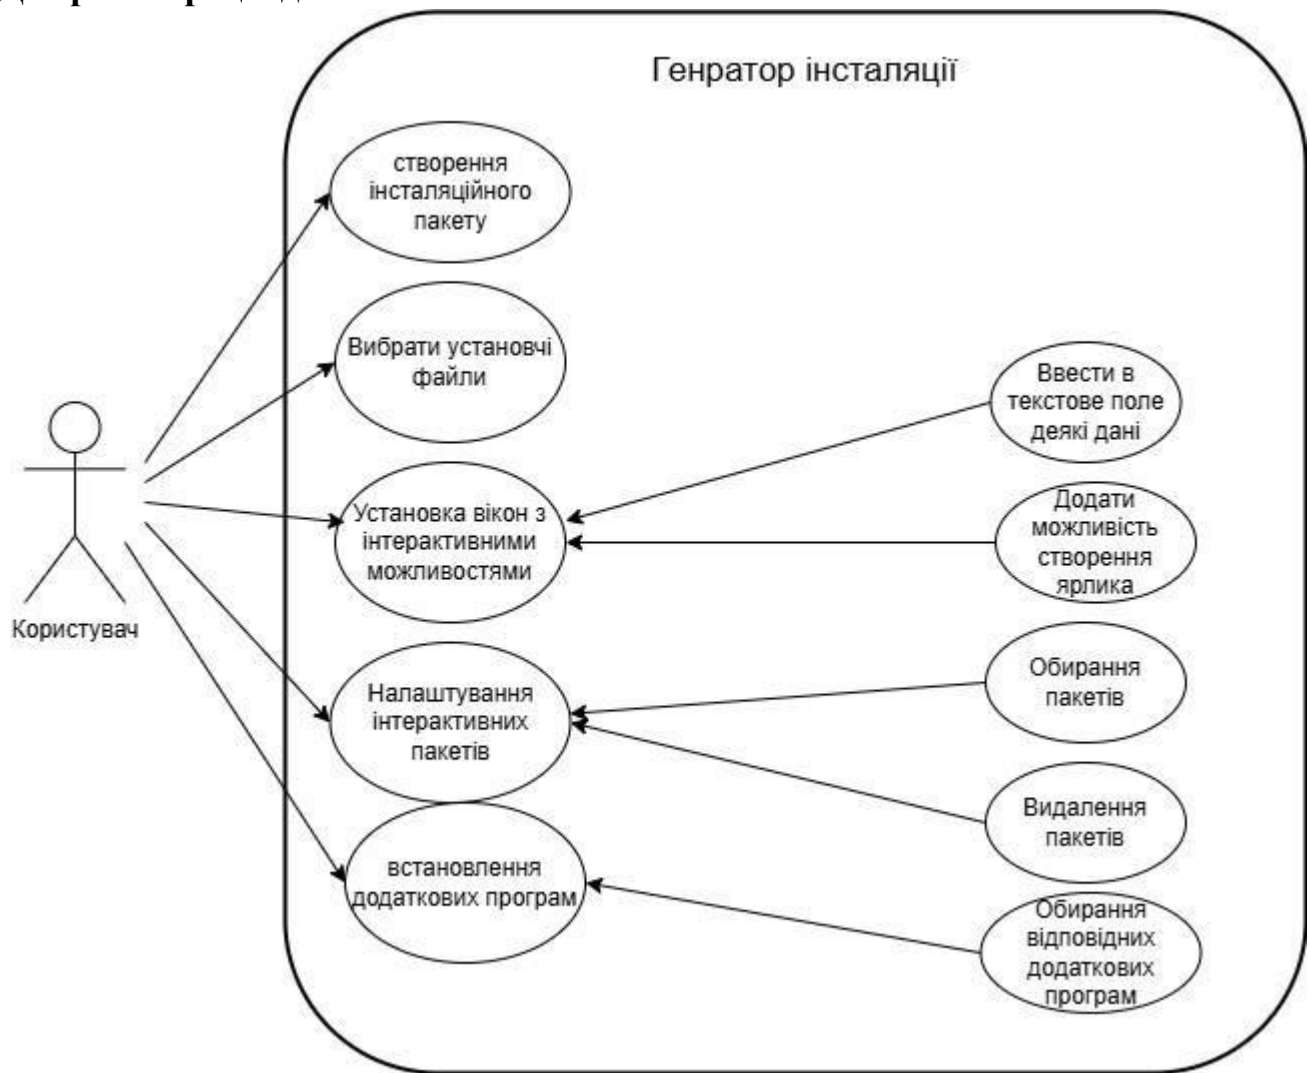 Генратор інсталяції
створення
інсталяційного
пакету
Вибрати установчі
файли
Ввести в
текстове поле
деякі дані
Установка вікон з
інтерактивними
можливостями
Додати
можливість
створення
ярлика
Користувач
Налаштування
інтерактивних
пакетів
Обирання
пакетів
Видалення
пакетів
встановлення
додаткових програм
Обирання
відповідних
додаткових
програм